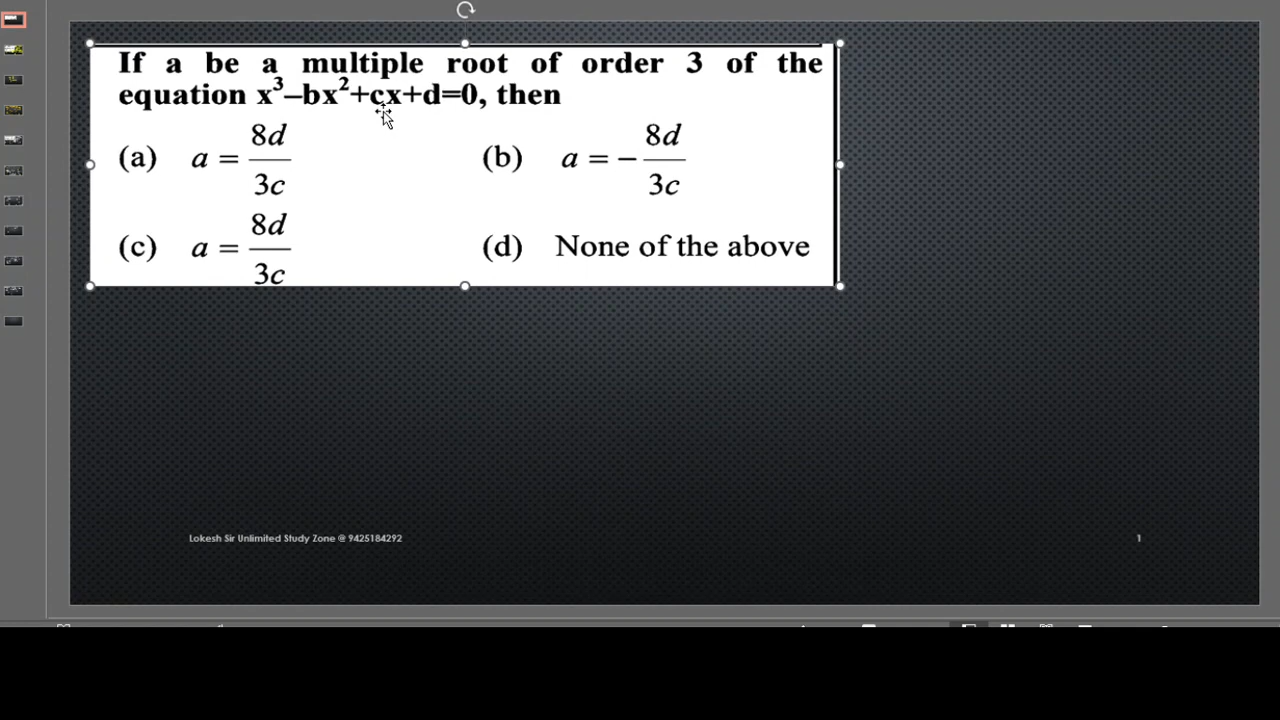 If a be a multiple root of order 3 of the
equation x³–bx²+cx+d=0, then
(a) a = 8d/3c (b) a = – 8d/3c
(c) a = 8d/3c (d) None of the above
Lokesh Sir Unlimited Study Zone @ 9425184292 1